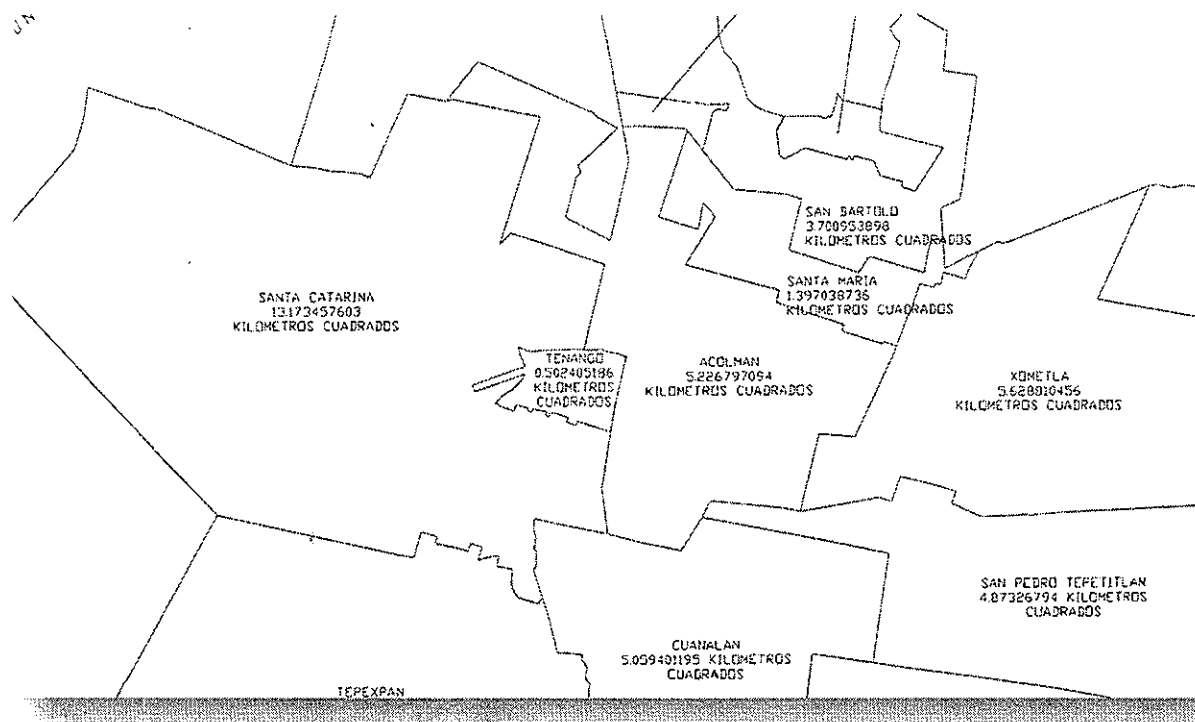 SAN BARTOLO
3.700953898
KILOMETROS CUADRADOS
SANTA MARIA
1.397038736
KILOMETROS CUADRADOS
SANTA CATARINA
13.173457603
KILOMETROS CUADRADOS
TENANGO
0.502405186
KILOMETROS
CUADRADOS
ACOLMAN
5.226797094
KILOMETROS CUADRADOS
XOMETLA
5.628010456
KILOMETROS CUADRADOS
SAN PEDRO TEPETITLAN
4.87326794 KILOMETROS
CUADRADOS
CUANALAN
5.059401195 KILOMETROS
CUADRADOS
TEPEXPAN